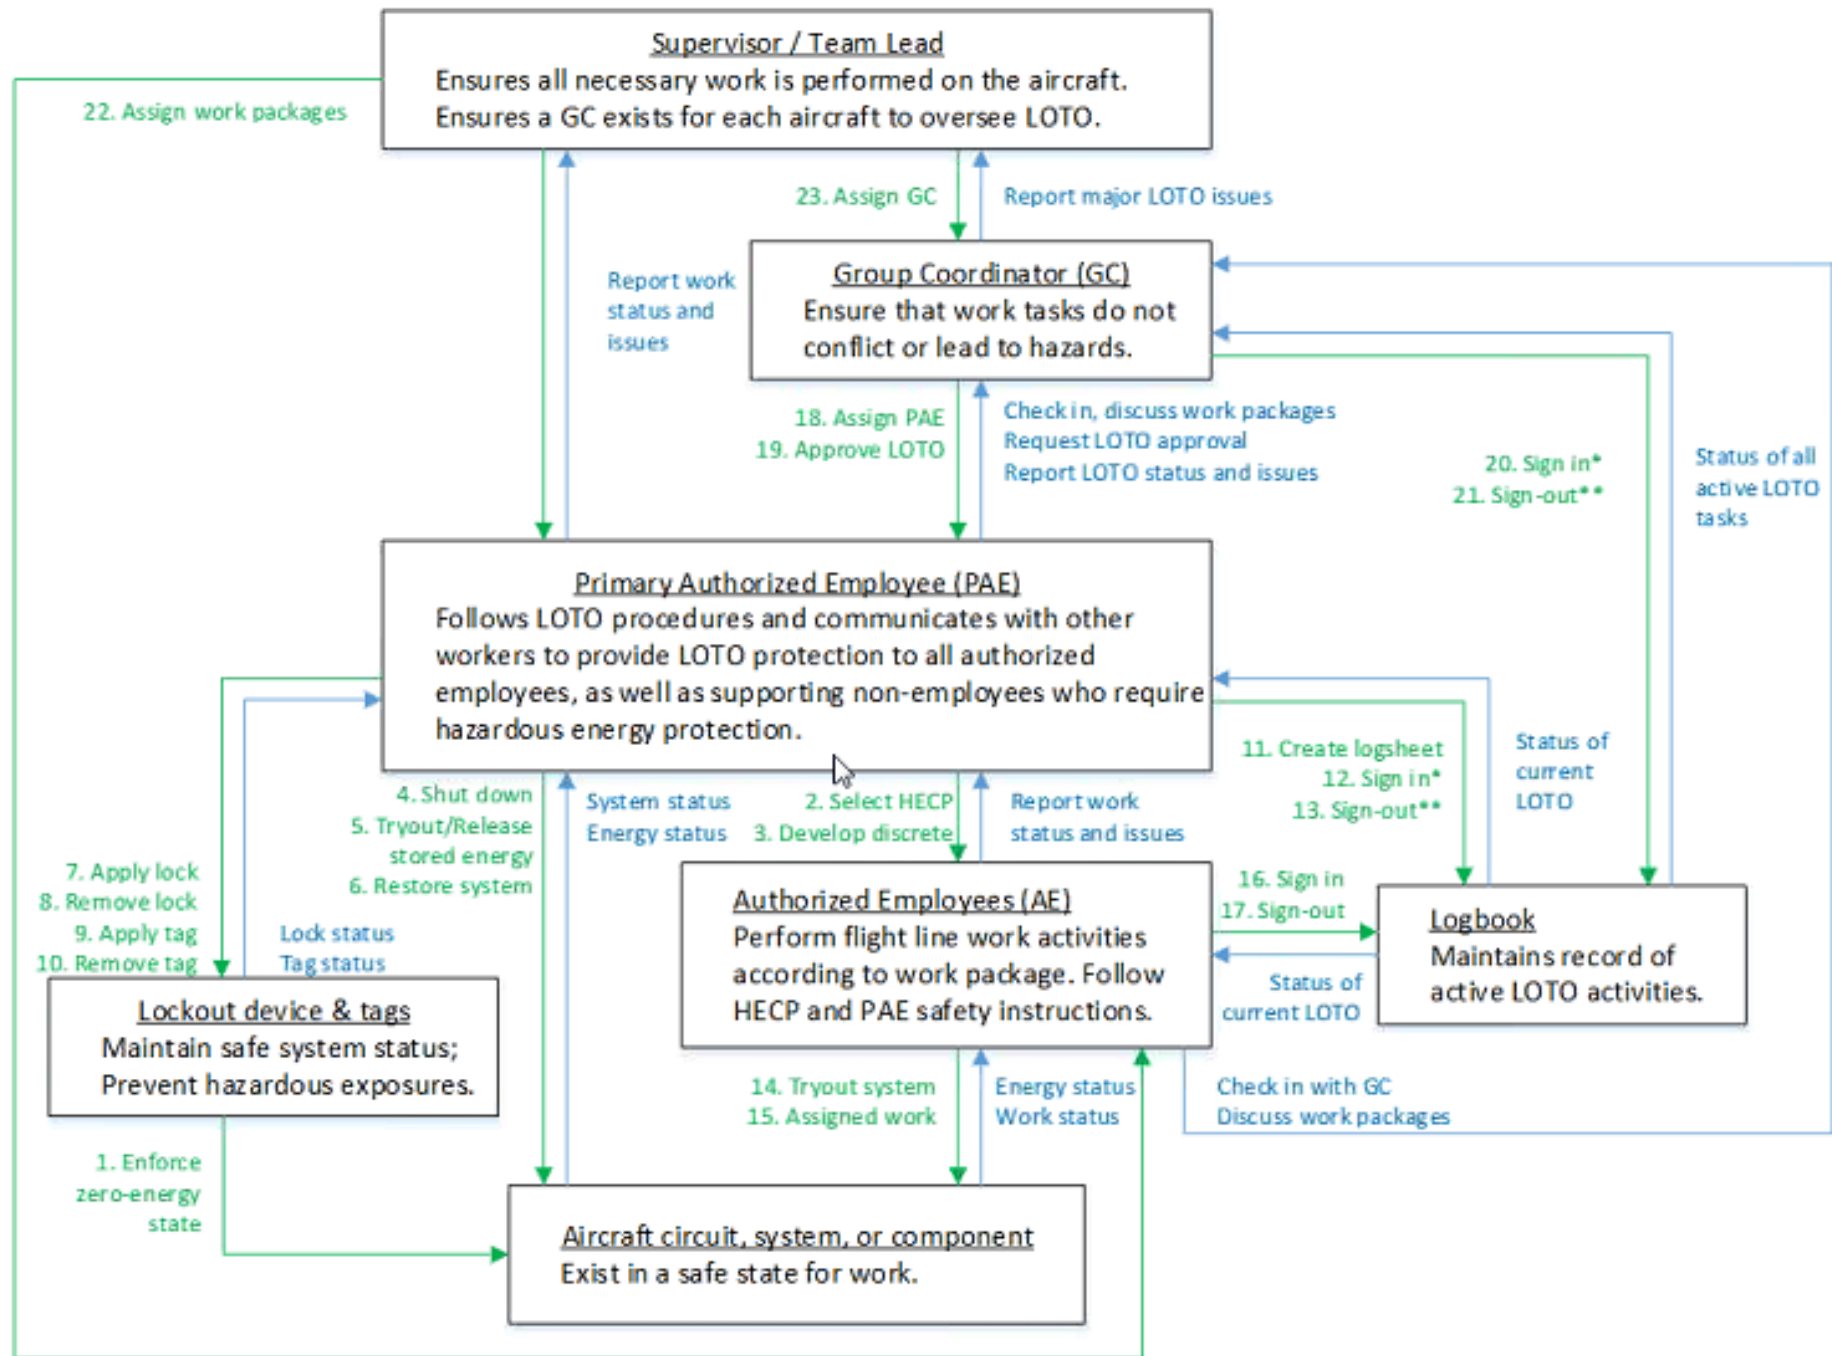 Supervisor / Team Lead
Ensures all necessary work is performed on the aircraft.
Ensures a GC exists for each aircraft to oversee LOTO.
22. Assign work packages
23. Assign GC
Report major LOTO issues
Report work
status and
issues
Group Coordinator (GC)
Ensure that work tasks do not
conflict or lead to hazards.
18. Assign PAE
19. Approve LOTO
Check in, discuss work packages
Request LOTO approval
Report LOTO status and issues
20. Sign in*
21. Sign-out**
Status of all
active LOTO
tasks
Primary Authorized Employee (PAE)
Follows LOTO procedures and communicates with other
workers to provide LOTO protection to all authorized
employees, as well as supporting non-employees who require
hazardous energy protection.
11. Create logsheet
12. Sign in*
13. Sign-out**
Status of
current
LOTO
4. Shut down
5. Tryout/Release
stored energy
6. Restore system
System status
Energy status
2. Select HECP
3. Develop discrete
Report work
status and issues
7. Apply lock
8. Remove lock
9. Apply tag
10. Remove tag
Lock status
Tag status
Authorized Employees (AE)
Perform flight line work activities
according to work package. Follow
HECP and PAE safety instructions.
16. Sign in
17. Sign-out
Status of
current LOTO
Logbook
Maintains record of
active LOTO activities.
Lockout device & tags
Maintain safe system status;
Prevent hazardous exposures.
14. Tryout system
15. Assigned work
Energy status
Work status
Check in with GC
Discuss work packages
1. Enforce
zero-energy
state
Aircraft circuit, system, or component
Exist in a safe state for work.